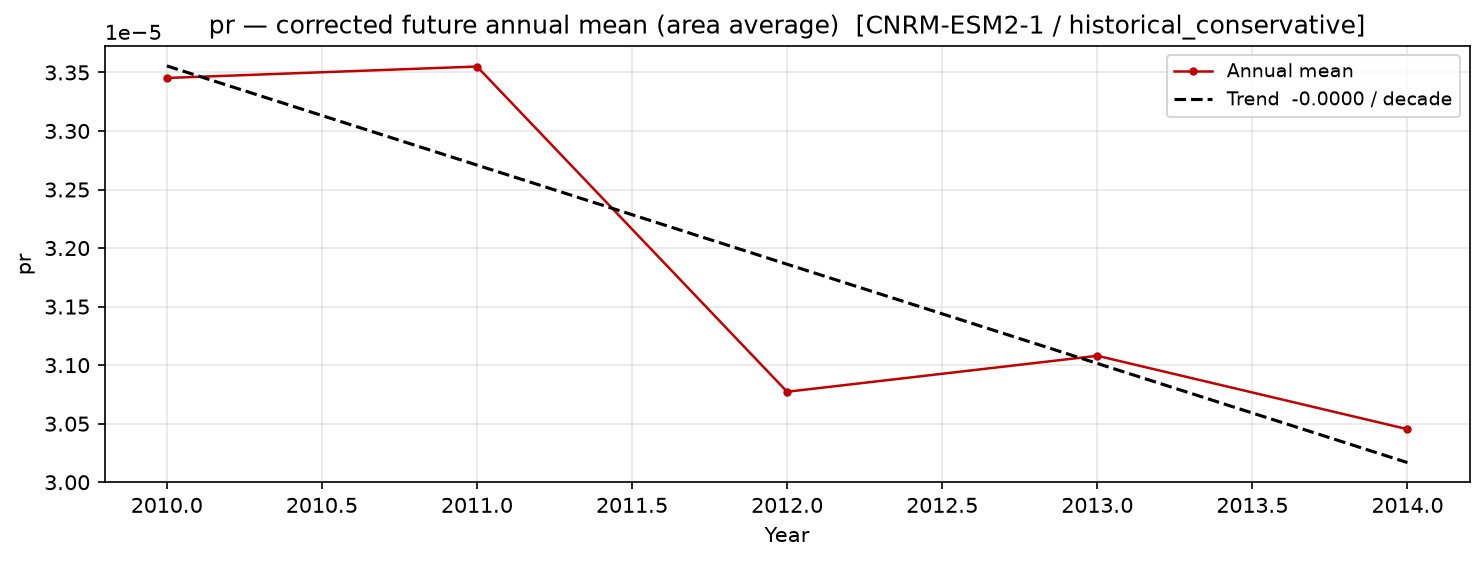 pr — corrected future annual mean (area average)  [CNRM-ESM2-1 / historical_conservative]
1e−5
3.35
3.30
3.25
3.20
3.15
3.10
3.05
3.00
pr
Annual mean
Trend  -0.0000 / decade
2010.0 2010.5 2011.0 2011.5 2012.0 2012.5 2013.0 2013.5 2014.0
Year